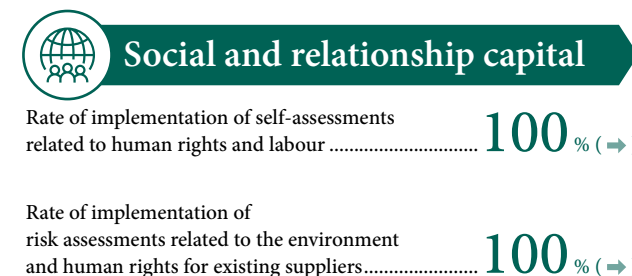 Social and relationship capital
Rate of implementation of self-assessments
related to human rights and labour ............................. 100 % ( ➡
Rate of implementation of
risk assessments related to the environment
and human rights for existing suppliers...................... 100 % ( ➡